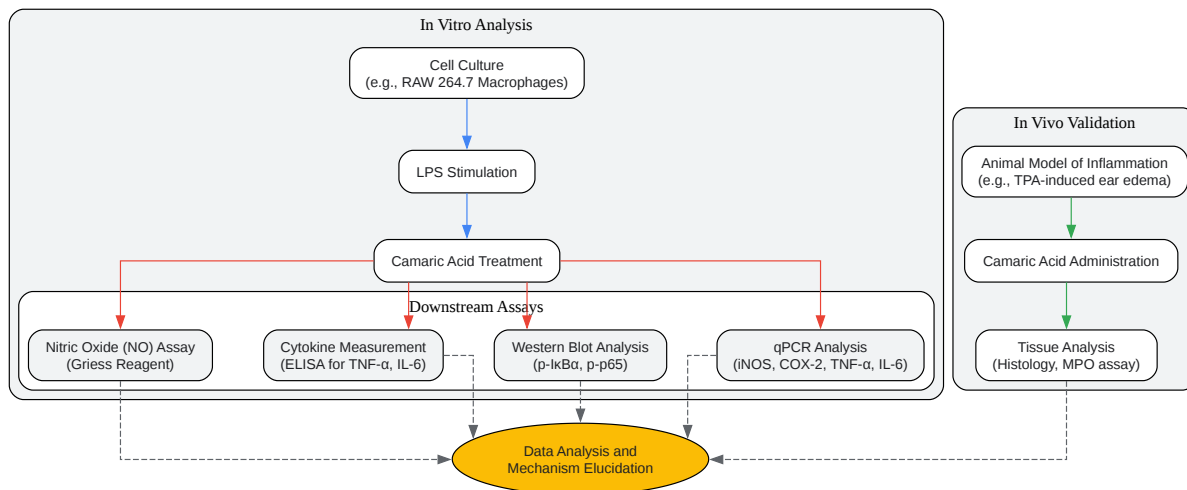 In Vitro Analysis
Cell Culture
(e.g., RAW 264.7 Macrophages)
LPS Stimulation
Camaric Acid Treatment
Downstream Assays
Nitric Oxide (NO) Assay
(Griess Reagent)
Cytokine Measurement
(ELISA for TNF-α, IL-6)
Western Blot Analysis
(p-IκBα, p-p65)
qPCR Analysis
(iNOS, COX-2, TNF-α, IL-6)
In Vivo Validation
Animal Model of Inflammation
(e.g., TPA-induced ear edema)
Camaric Acid Administration
Tissue Analysis
(Histology, MPO assay)
Data Analysis and
Mechanism Elucidation